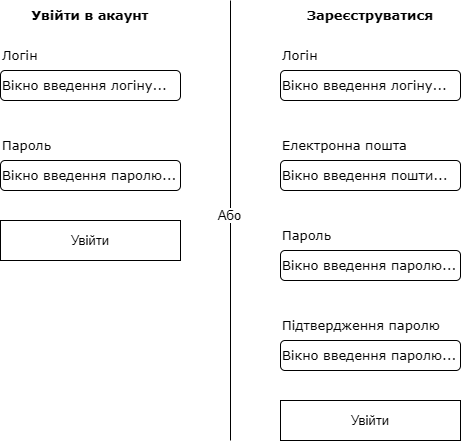 Увійти в акаунт
Логін
Вікно введення логіну...
Пароль
Вікно введення паролю...
Увійти
Або
Зареєструватися
Логін
Вікно введення логіну...
Електронна пошта
Вікно введення пошти...
Пароль
Вікно введення паролю...
Підтвердження паролю
Вікно введення паролю...
Увійти